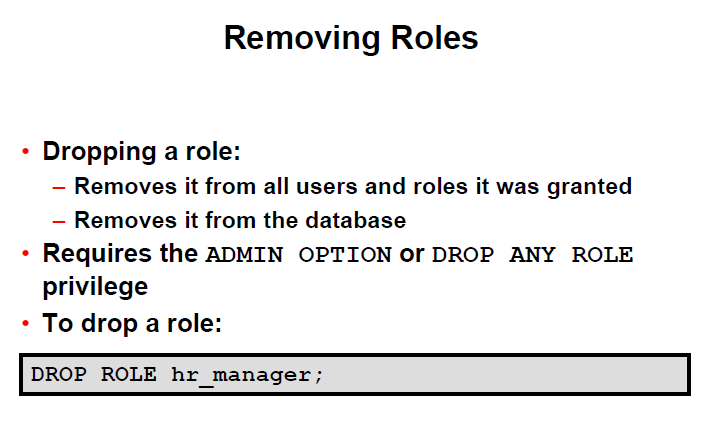 Removing Roles
• Dropping a role:
– Removes it from all users and roles it was granted
– Removes it from the database
• Requires the ADMIN OPTION or DROP ANY ROLE
privilege
• To drop a role:
DROP ROLE hr_manager;